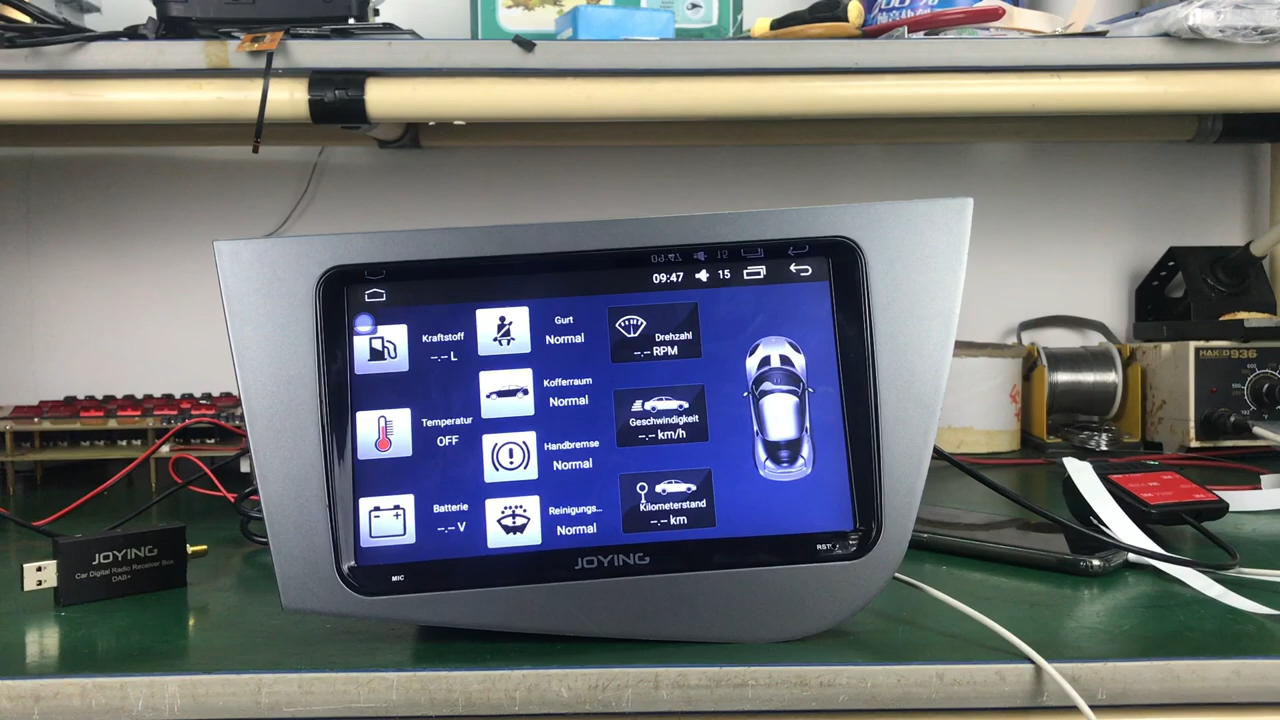 09:47 15
Kraftstoff
--.-- L
Gurt
Normal
Drehzahl
--.-- RPM
Kofferraum
Normal
Temperatur
OFF
Geschwindigkeit
--.-- km/h
Handbremse
Normal
Batterie
--.-- V
Reinigungs...
Normal
Kilometerstand
--.-- km
JOYING
MIC
RST
JOYING
Car Digital Radio Receiver Box
DAB+
HAKKO 936